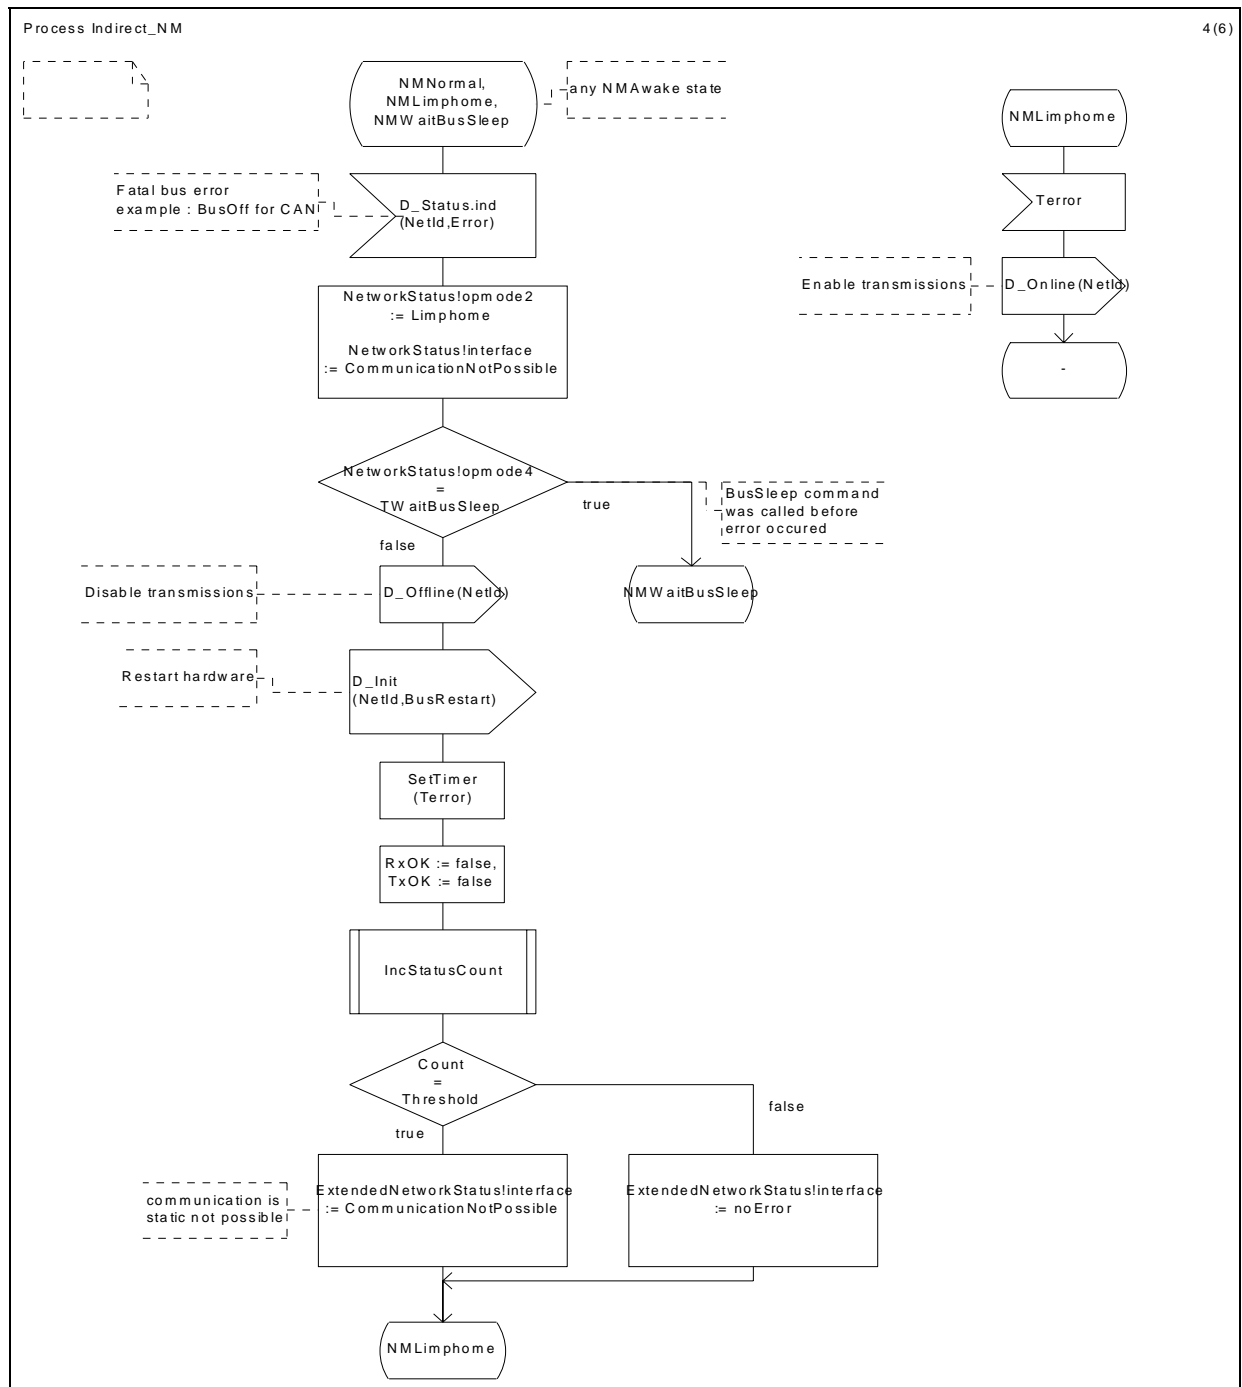 Process Indirect_NM
4(6)
NMNormal,
NMLimphome,
NMWaitBusSleep
any NMAwake state
Fatal bus error
example : BusOff for CAN
D_Status.ind
(NetId,Error)
NetworkStatus!opmode2
:= Limphome
NetworkStatus!interface
:= CommunicationNotPossible
NetworkStatus!opmode4
=
TWaitBusSleep
true
BusSleep command
was called before
error occured
false
NMWaitBusSleep
Disable transmissions
D_Offline(NetId)
Restart hardware
D_Init
(NetId,BusRestart)
SetTimer
(Terror)
RxOK := false,
TxOK := false
IncStatusCount
Count
=
Threshold
false
true
communication is
static not possible
ExtendedNetworkStatus!interface
:= CommunicationNotPossible
ExtendedNetworkStatus!interface
:= noError
NMLimphome
NMLimphome
Terror
Enable transmissions
D_Online(NetId)
-